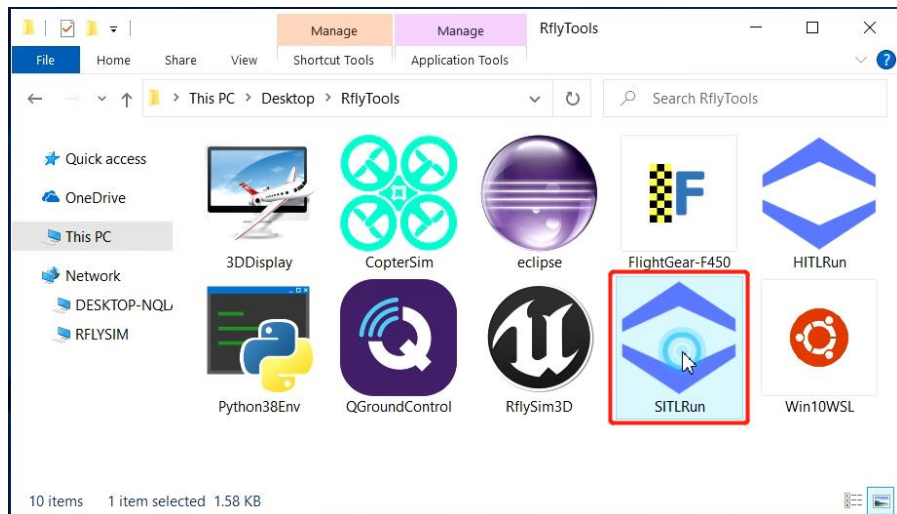 Manage Manage RflyTools
File Home Share View Shortcut Tools Application Tools
This PC Desktop RflyTools Search RflyTools
Quick access
OneDrive
This PC
Network
DESKTOP-NQL
RFLYSIM
3DDisplay CopterSim eclipse FlightGear-F450 HITLRun
Python38Env QGroundControl RflySim3D SITLRun Win10WSL
10 items 1 item selected 1.58 KB